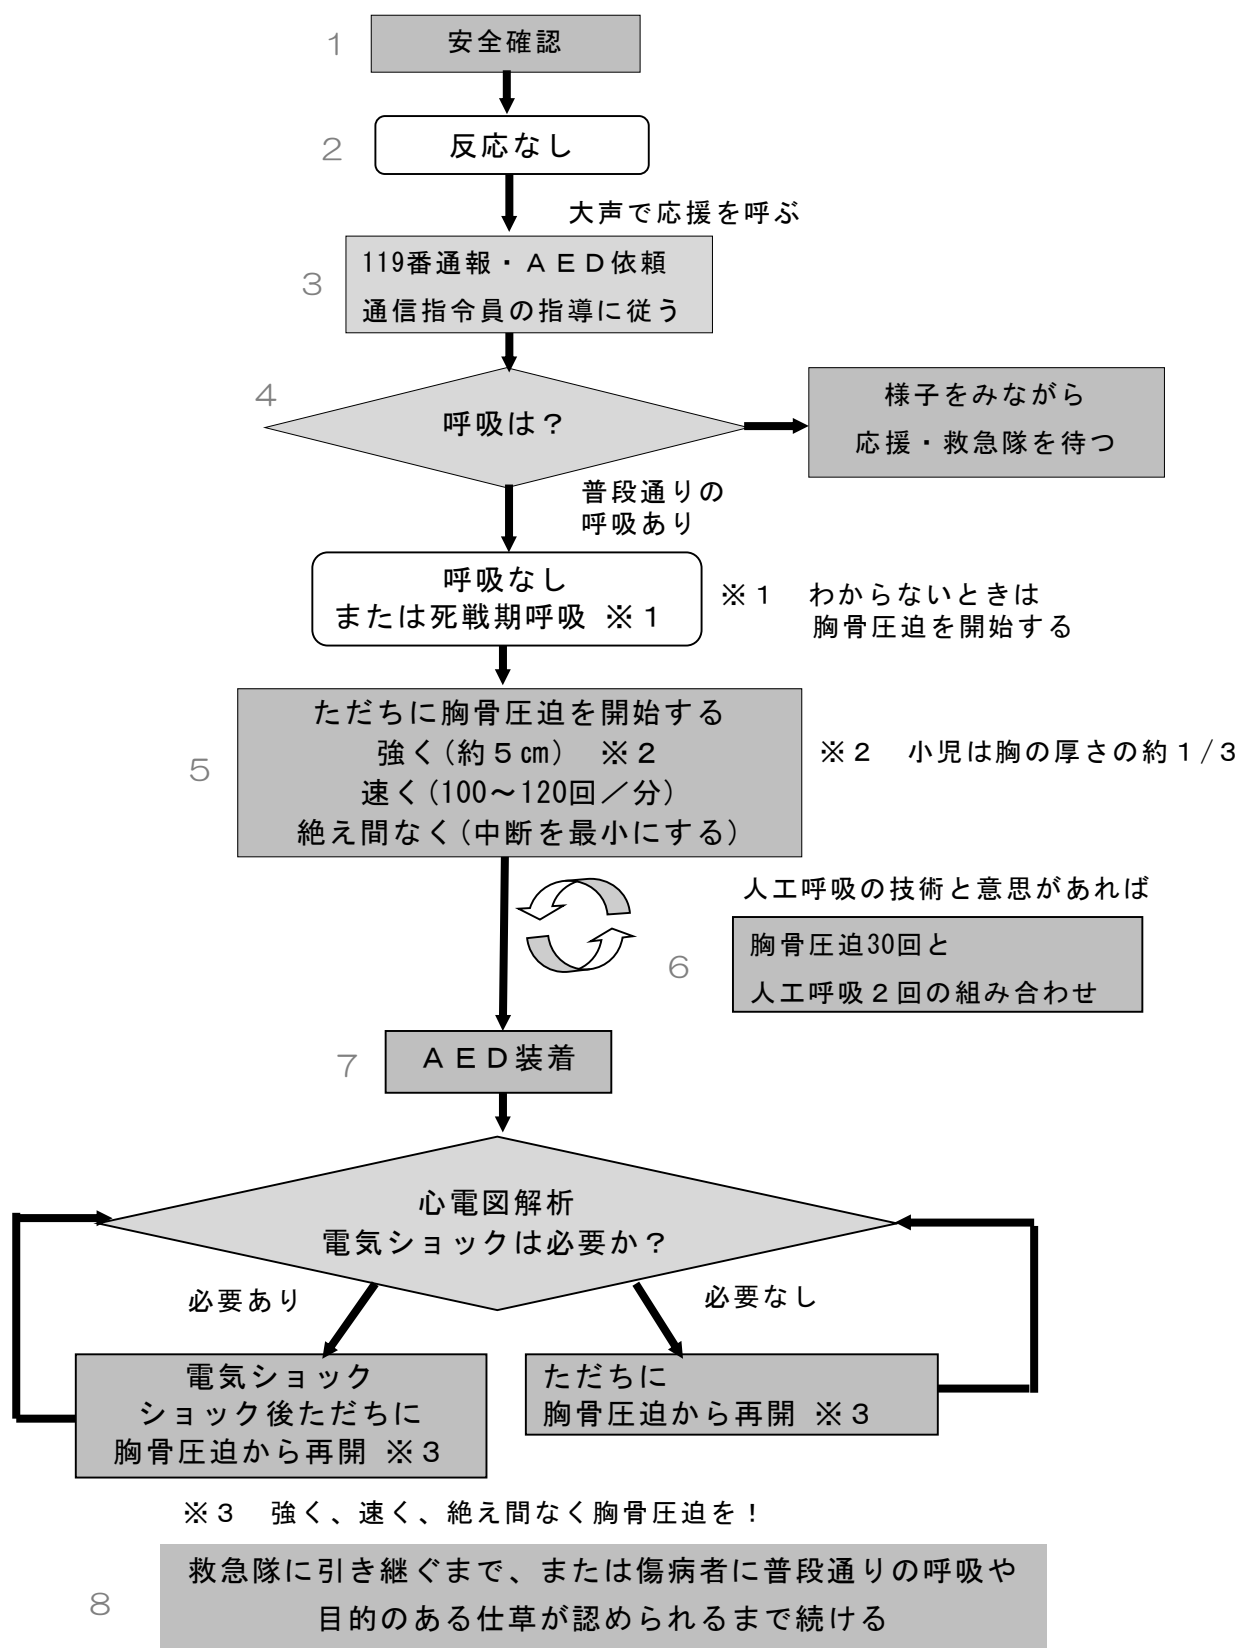 1
安全確認
2
反応なし
大声で応援を呼ぶ
3
119番通報・ＡＥＤ依頼
通信指令員の指導に従う
4
呼吸は？
様子をみながら
応援・救急隊を待つ
普段通りの
呼吸あり
呼吸なし
または死戦期呼吸 ※１
※１　わからないときは
胸骨圧迫を開始する
5
ただちに胸骨圧迫を開始する
強く(約５㎝)　※２
速く(100～120回／分)
絶え間なく(中断を最小にする)
※２　小児は胸の厚さの約１/３
人工呼吸の技術と意思があれば
6
胸骨圧迫30回と
人工呼吸２回の組み合わせ
7
ＡＥＤ装着
心電図解析
電気ショックは必要か？
必要あり
必要なし
電気ショック
ショック後ただちに
胸骨圧迫から再開 ※３
ただちに
胸骨圧迫から再開 ※３
※３　強く、速く、絶え間なく胸骨圧迫を！
8
救急隊に引き継ぐまで、または傷病者に普段通りの呼吸や
目的のある仕草が認められるまで続ける